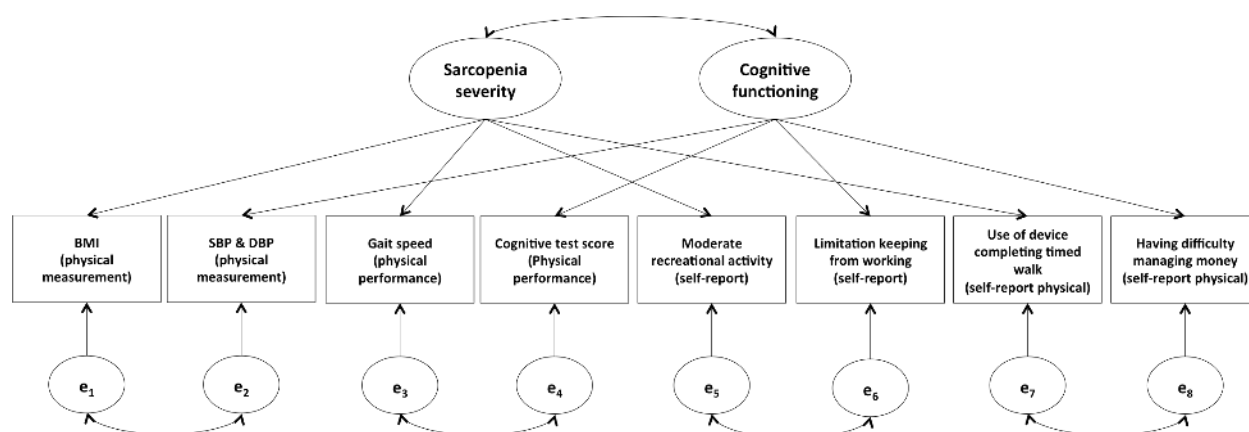 Sarcopenia
severity
Cognitive
functioning
BMI
(physical
measurement)
SBP & DBP
(physical
measurement)
Gait speed
(physical
performance)
Cognitive test score
(Physical
performance)
Moderate
recreational activity
(self-report)
Limitation keeping
from working
(self-report)
Use of device
completing timed
walk
(self-report physical)
Having difficulty
managing money
(self-report physical)
e₁
e₂
e₃
e₄
e₅
e₆
e₇
e₈